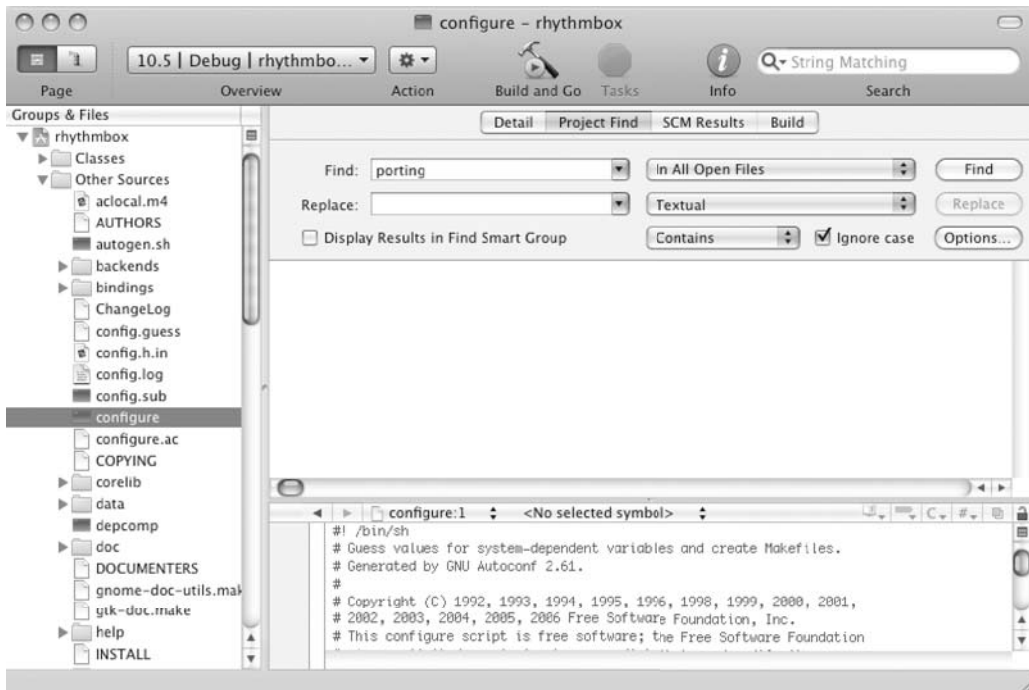 configure – rhythmbox
10.5 | Debug | rhythmbo...
String Matching
Page
Overview
Action
Build and Go
Tasks
Info
Search
Groups & Files
rhythmbox
Classes
Other Sources
aclocal.m4
AUTHORS
autogen.sh
backends
bindings
ChangeLog
config.guess
config.h.in
config.log
config.sub
configure
configure.ac
COPYING
corelib
data
depcomp
doc
DOCUMENTERS
gnome-doc-utils.mak
gtk-doc.make
help
INSTALL
Detail
Project Find
SCM Results
Build
Find: porting
In All Open Files
Find
Replace:
Textual
Replace
Display Results in Find Smart Group
Contains
Ignore case
Options...
configure:1
<No selected symbol>
C
#
#! /bin/sh
# Guess values for system-dependent variables and create Makefiles.
# Generated by GNU Autoconf 2.61.
#
# Copyright (C) 1992, 1993, 1994, 1995, 1996, 1998, 1999, 2000, 2001,
# 2002, 2003, 2004, 2005, 2006 Free Software Foundation, Inc.
# This configure script is free software; the Free Software Foundation